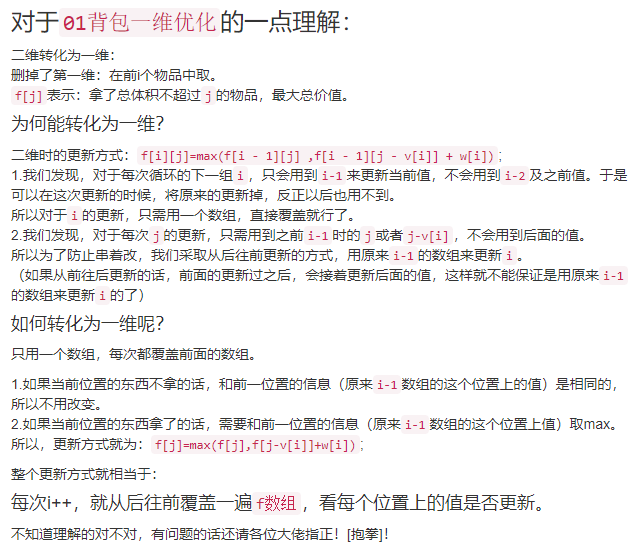 对于01背包一维优化的一点理解：
二维转化为一维：
删掉了第一维：在前i个物品中取。
f[j]表示：拿了总体积不超过j的物品，最大总价值。
为何能转化为一维？
二维时的更新方式：f[i][j]=max(f[i - 1][j] ,f[i - 1][j - v[i]] + w[i])；
1.我们发现，对于每次循环的下一组i，只会用到i-1来更新当前值，不会用到i-2及之前值。于是
可以在这次更新的时候，将原来的更新掉，反正以后也用不到。
所以对于i的更新，只需用一个数组，直接覆盖就行了。
2.我们发现，对于每次j的更新，只需用到之前i-1时的j或者j-v[i]，不会用到后面的值。
所以为了防止串着改，我们采取从后往前更新的方式，用原来i-1的数组来更新i。
（如果从前往后更新的话，前面的更新过之后，会接着更新后面的值，这样就不能保证是用原来i-1
的数组来更新i的了）
如何转化为一维呢？
只用一个数组，每次都覆盖前面的数组。
1.如果当前位置的东西不拿的话，和前一位置的信息（原来i-1数组的这个位置上的值）是相同的，
所以不用改变。
2.如果当前位置的东西拿了的话，需要和前一位置的信息（原来i-1数组的这个位置上值）取max。
所以，更新方式就为：f[j]=max(f[j],f[j-v[i]]+w[i])；
整个更新方式就相当于：
每次i++，就从后往前覆盖一遍f数组，看每个位置上的值是否更新。
不知道理解的对不对，有问题的话还请各位大佬指正！[抱拳]！